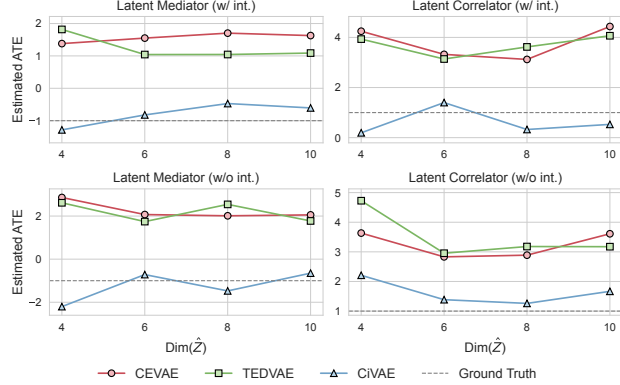 Latent Mediator (w/ int.)
Latent Correlator (w/ int.)
Estimated ATE
2
1
0
−1
4
2
0
4 6 8 10
4 6 8 10
Latent Mediator (w/o int.)
Latent Correlator (w/o int.)
Estimated ATE
2
0
−2
5
4
3
2
1
4 6 8 10
4 6 8 10
Dim(Ẑ)
Dim(Ẑ)
CEVAE TEDVAE CiVAE Ground Truth